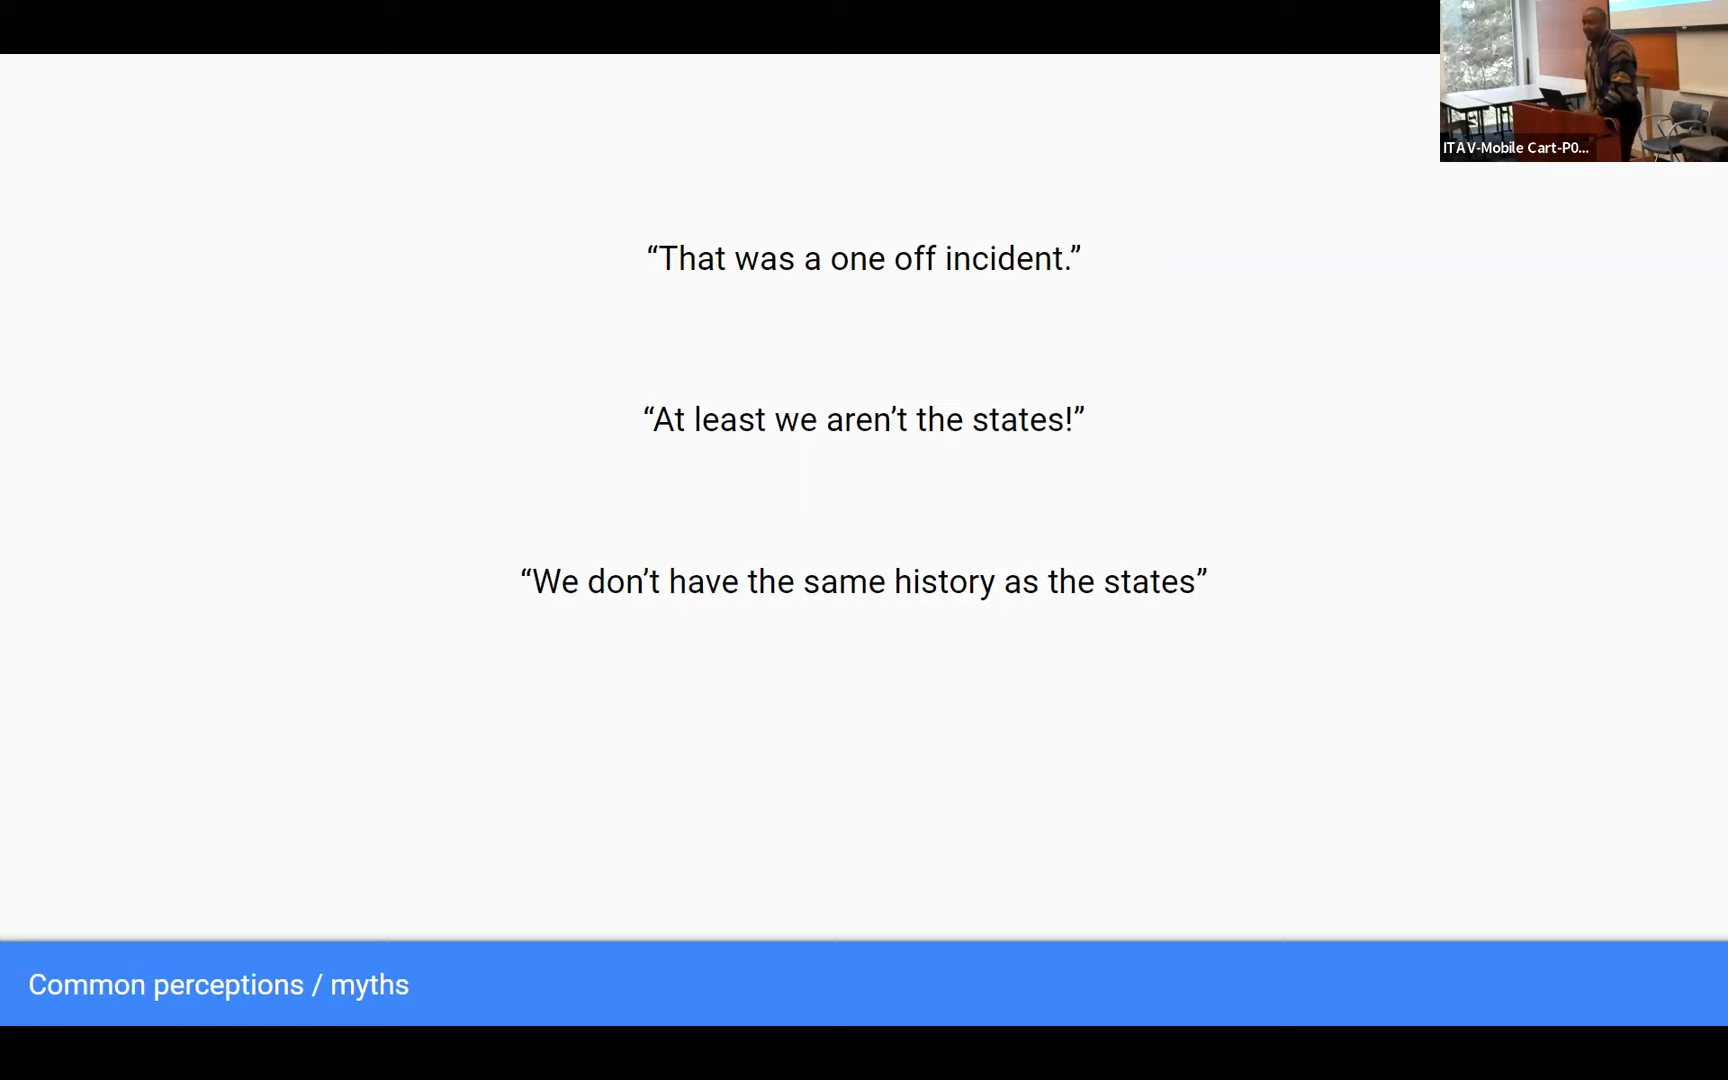 ITAV-Mobile Cart-P0...
“That was a one off incident.”
“At least we aren’t the states!”
“We don’t have the same history as the states”
Common perceptions / myths